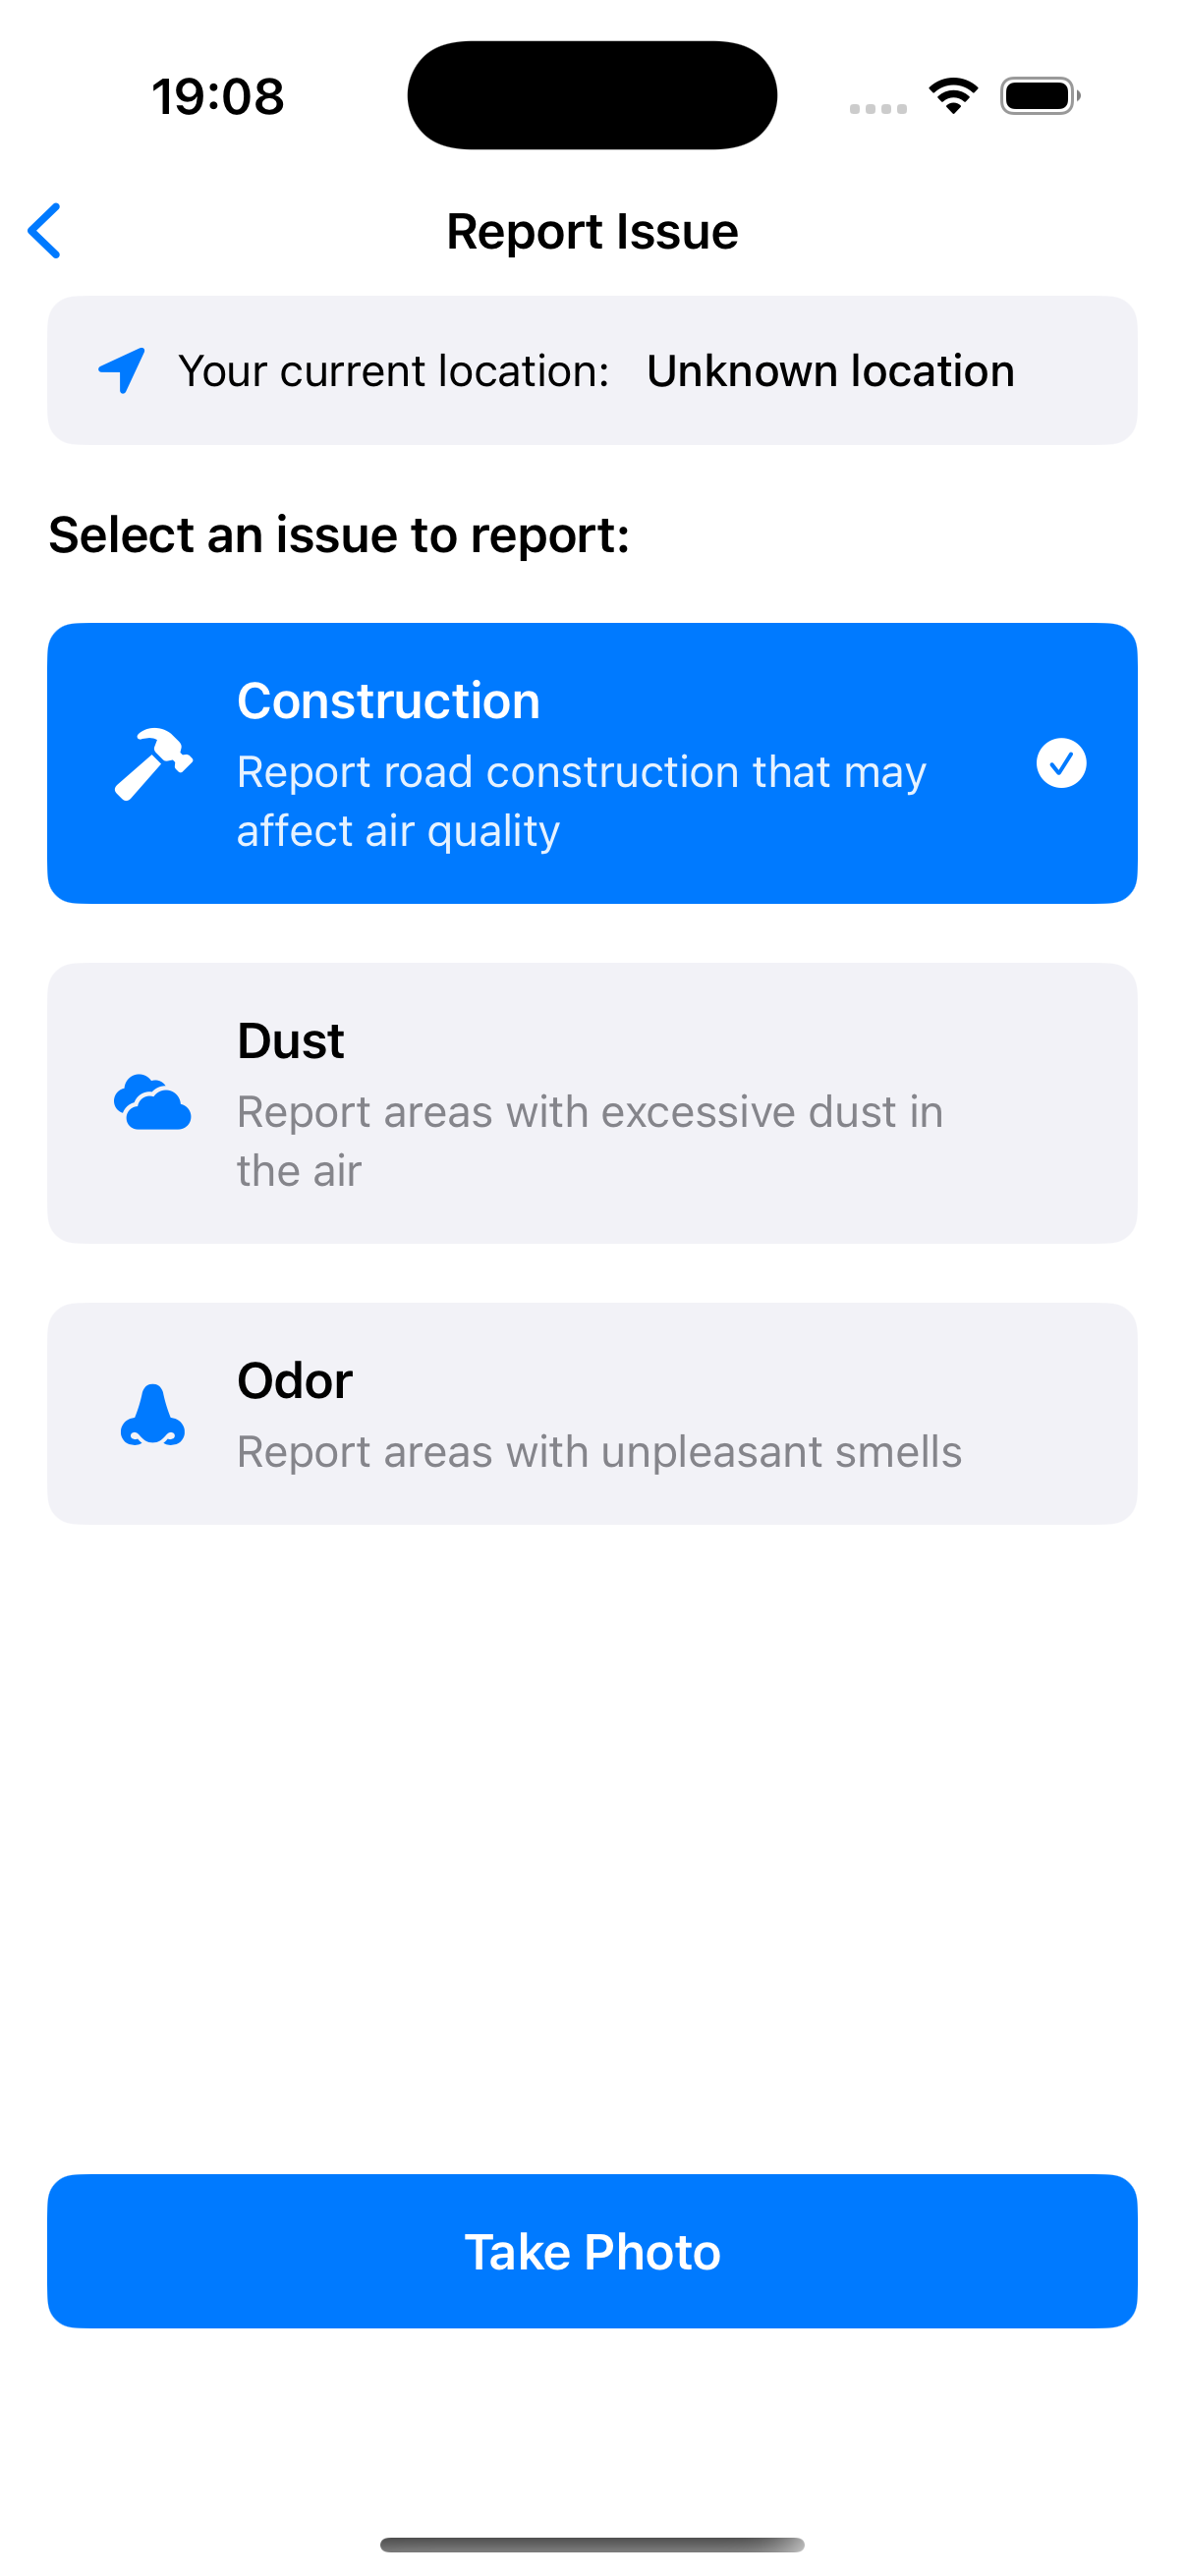 19:08
Report Issue
Your current location: Unknown location
Select an issue to report:
Construction
Report road construction that may
affect air quality
Dust
Report areas with excessive dust in
the air
Odor
Report areas with unpleasant smells
Take Photo